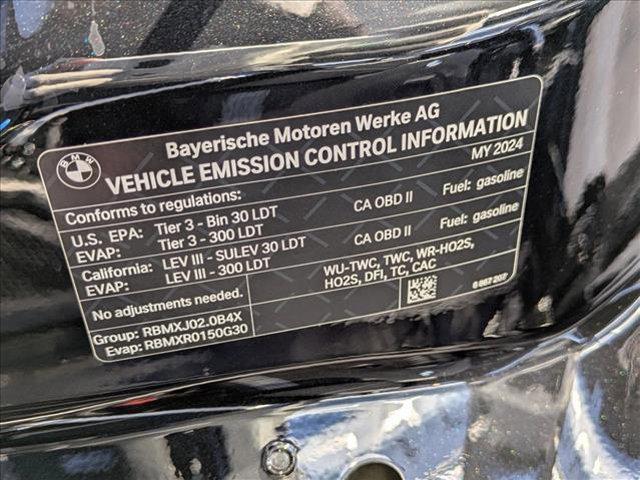 BMW
Bayerische Motoren Werke AG
VEHICLE EMISSION CONTROL INFORMATION
MY 2024
Conforms to regulations:
U.S. EPA: Tier 3 - Bin 30 LDT CA OBD II Fuel: gasoline
EVAP: Tier 3 - 300 LDT
California: LEV III - SULEV 30 LDT CA OBD II Fuel: gasoline
EVAP: LEV III - 300 LDT
No adjustments needed.
WU-TWC, TWC, WR-HO2S,
HO2S, DFI, TC, CAC
Group: RBMXJ02.0B4X
Evap: RBMXR0150G30
6 867 207